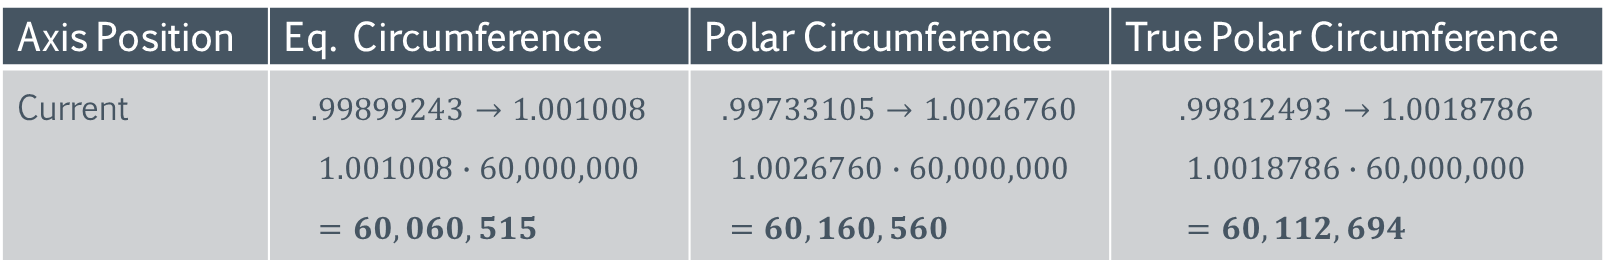 Axis Position Eq. Circumference Polar Circumference True Polar Circumference
Current .99899243 → 1.001008 .99733105 → 1.0026760 .99812493 → 1.0018786
1.001008 · 60,000,000 1.0026760 · 60,000,000 1.0018786 · 60,000,000
= 60,060,515 = 60,160,560 = 60,112,694